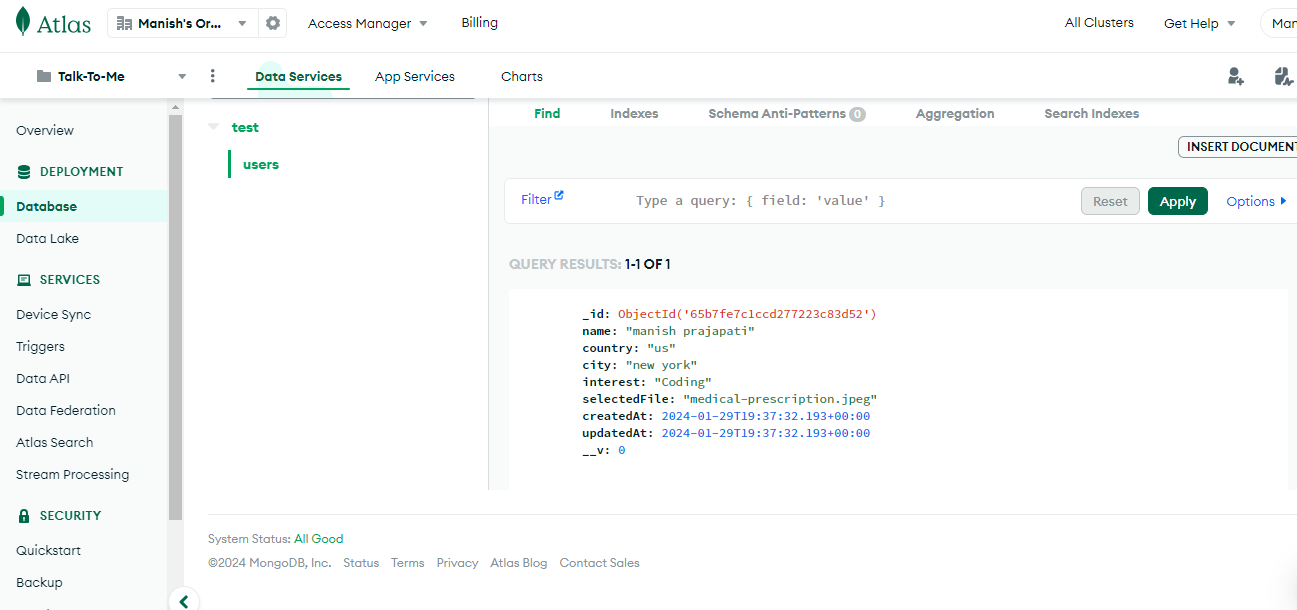 Atlas
Manish's Or...
Access Manager
Billing
All Clusters
Get Help
Talk-To-Me
Data Services
App Services
Charts
Overview
DEPLOYMENT
Database
Data Lake
SERVICES
Device Sync
Triggers
Data API
Data Federation
Atlas Search
Stream Processing
SECURITY
Quickstart
Backup
test
users
Find
Indexes
Schema Anti-Patterns 0
Aggregation
Search Indexes
INSERT DOCUMENT
Filter
Type a query: { field: 'value' }
Reset
Apply
Options
QUERY RESULTS: 1-1 OF 1
_id: ObjectId('65b7fe7c1ccd277223c83d52')
name: "manish prajapati"
country: "us"
city: "new york"
interest: "Coding"
selectedFile: "medical-prescription.jpeg"
createdAt: 2024-01-29T19:37:32.193+00:00
updatedAt: 2024-01-29T19:37:32.193+00:00
__v: 0
System Status: All Good
©2024 MongoDB, Inc. Status Terms Privacy Atlas Blog Contact Sales